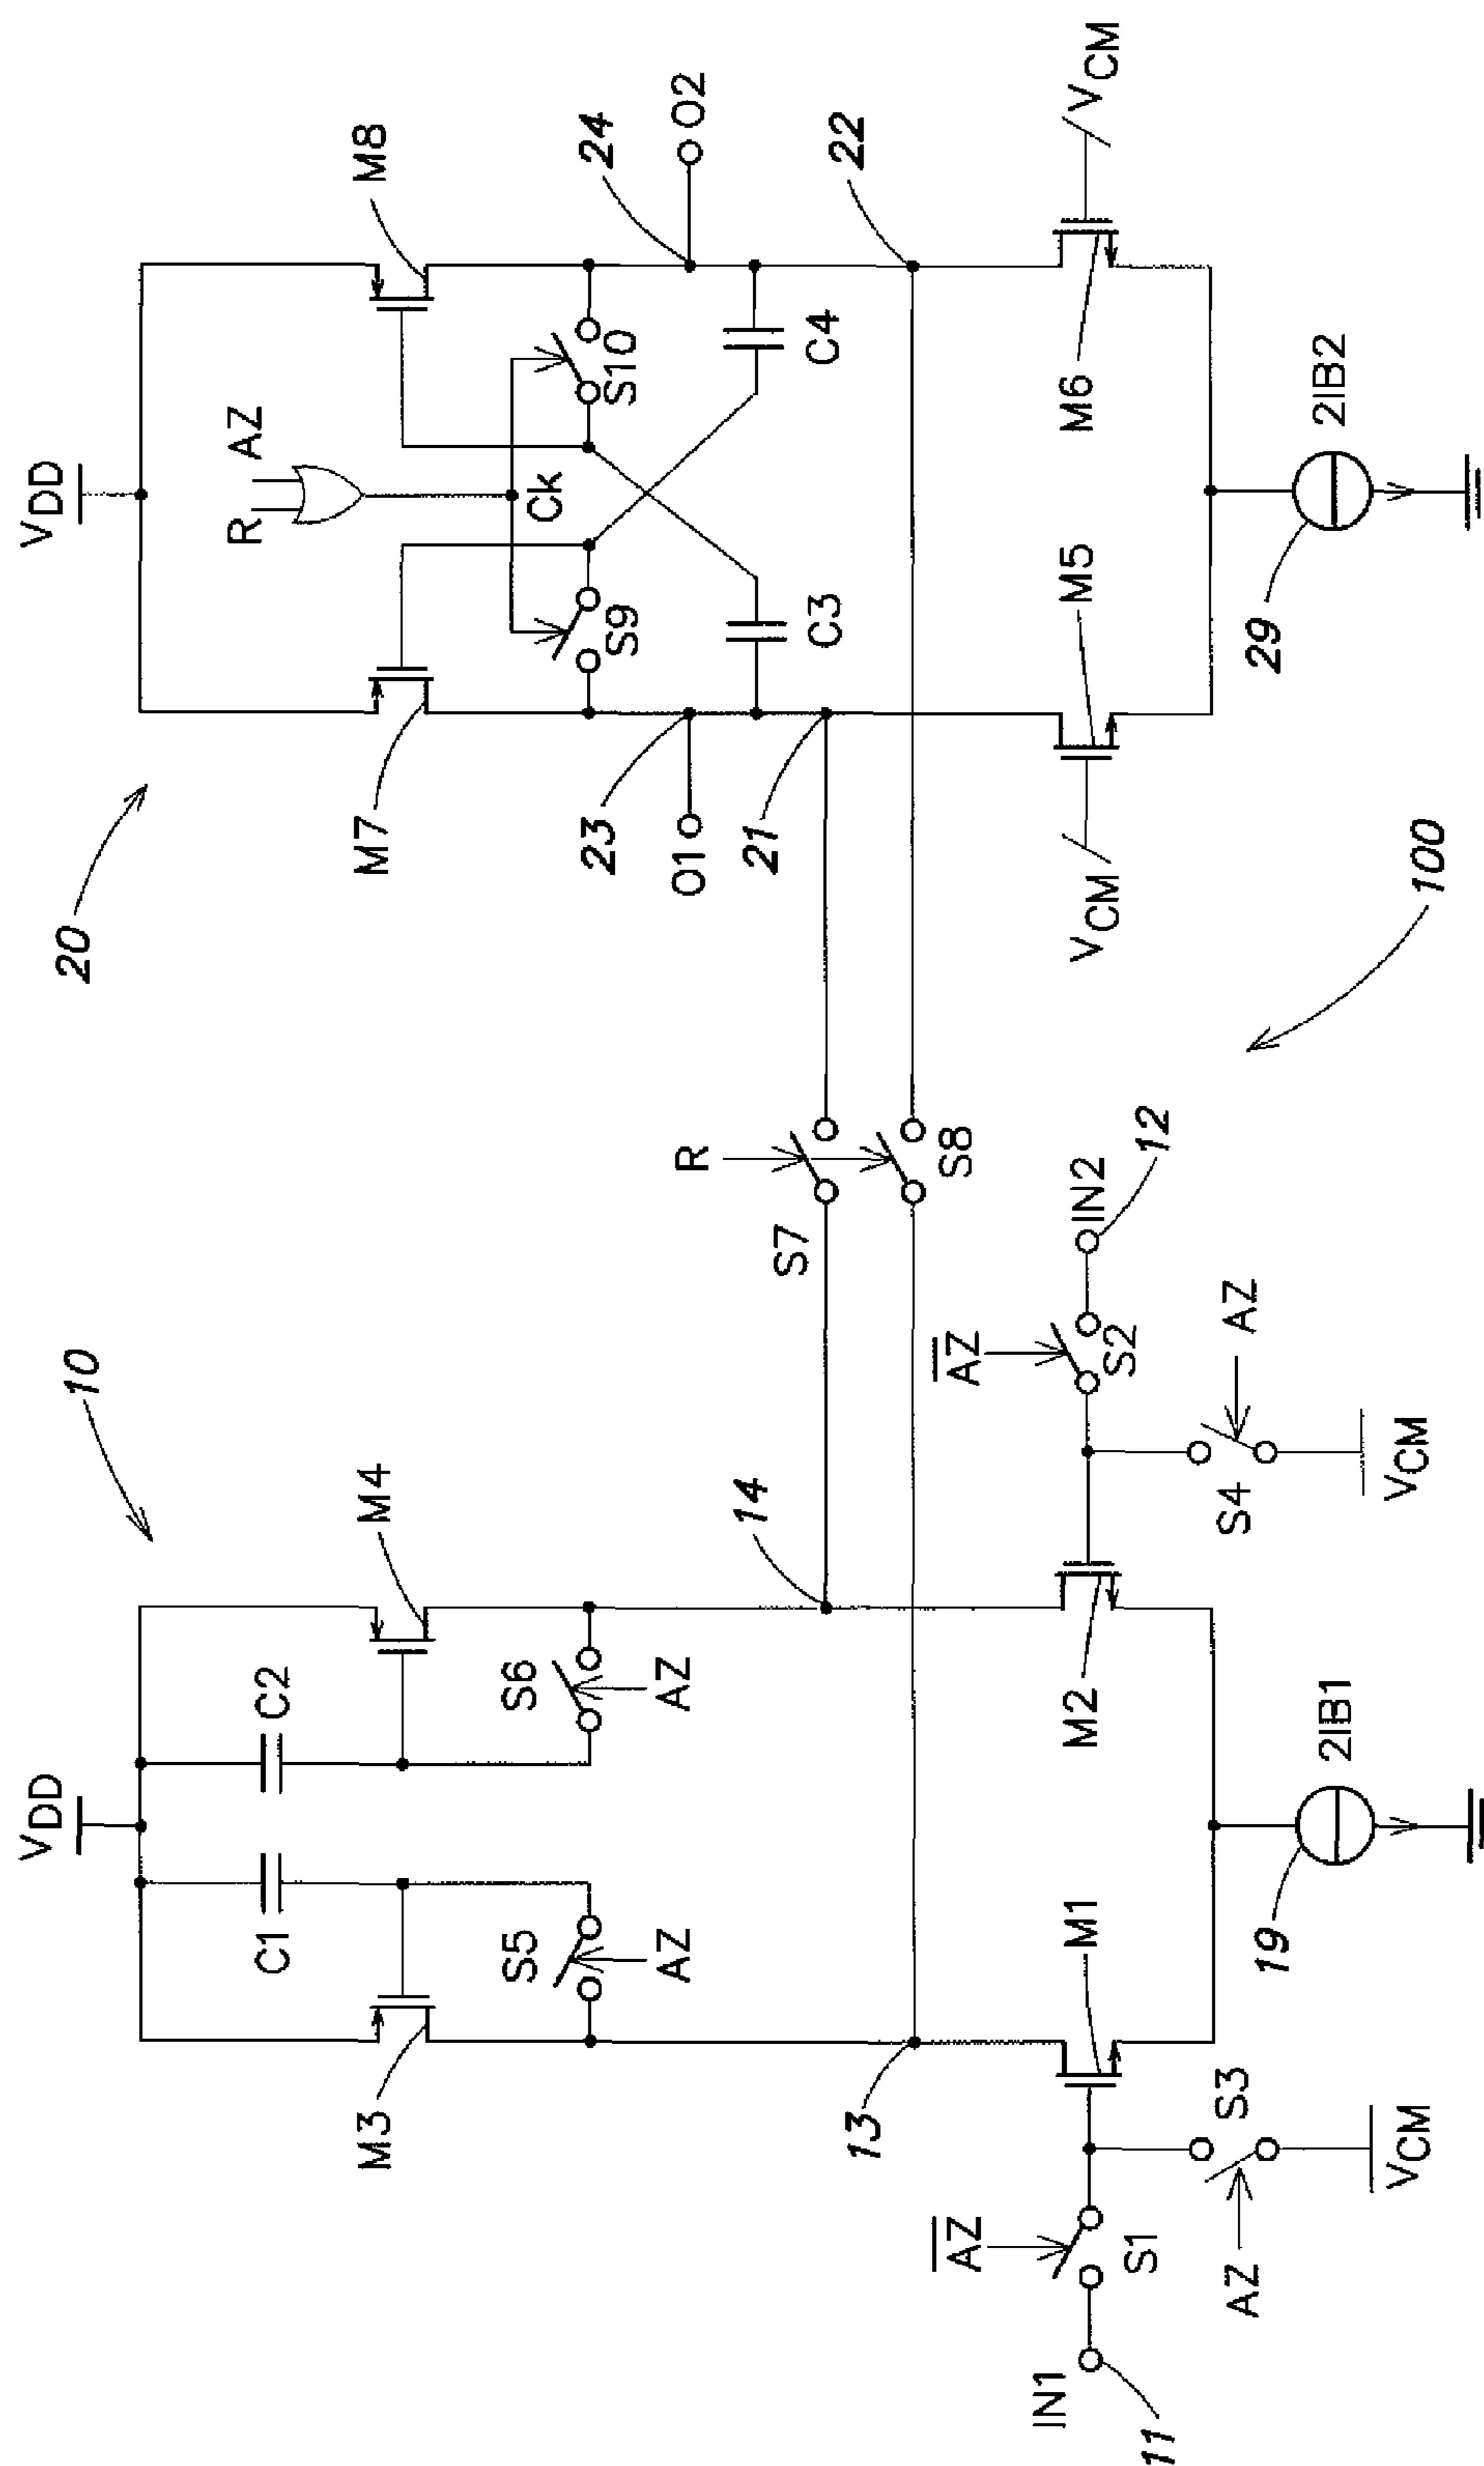 10
20
VDD
VDD
R
AZ
C1
C2
M3
M4
M7
M8
Ck
S5
S6
S9
S10
AZ
AZ
23
24
O1
O2
R
C3
C4
14
21
22
13
S7
S8
AZ
AZ
IN1
IN2
VCM
VCM
11
12
S1
S2
M1
M2
M5
M6
S3
S4
AZ
AZ
VCM
VCM
19
2IB1
29
2IB2
100